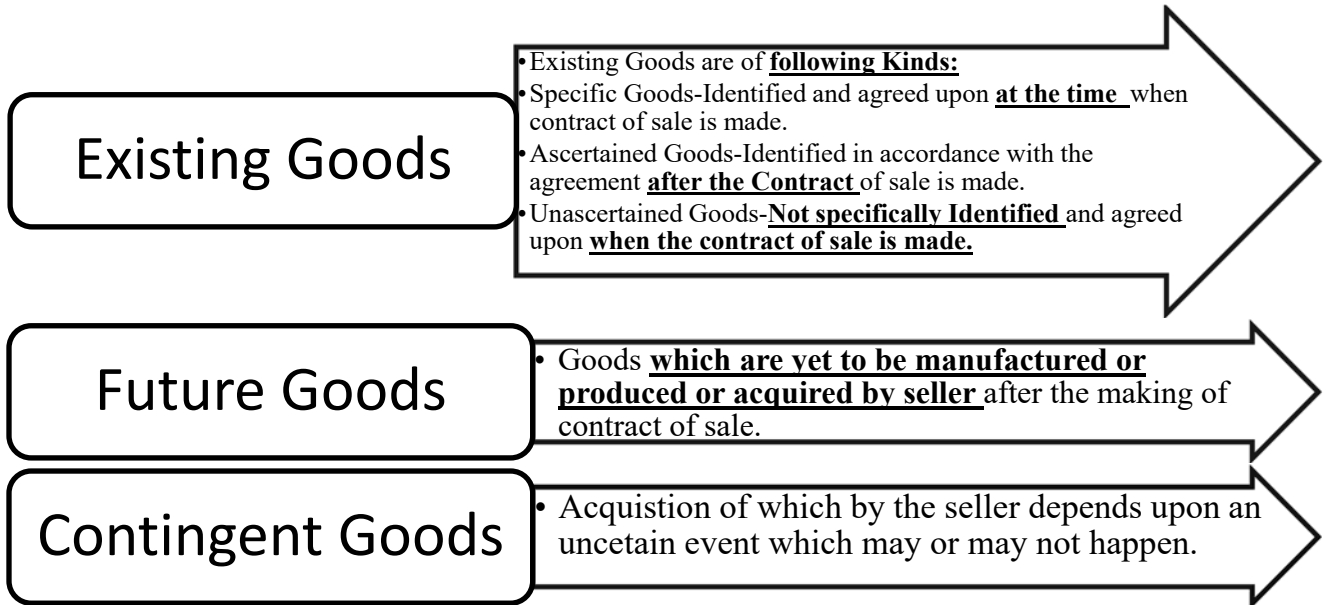 Existing Goods
•Existing Goods are of following Kinds:
•Specific Goods-Identified and agreed upon at the time when
contract of sale is made.
•Ascertained Goods-Identified in accordance with the
agreement after the Contract of sale is made.
•Unascertained Goods-Not specifically Identified and agreed
upon when the contract of sale is made.
Future Goods
• Goods which are yet to be manufactured or
produced or acquired by seller after the making of
contract of sale.
Contingent Goods
• Acquistion of which by the seller depends upon an
uncetain event which may or may not happen.